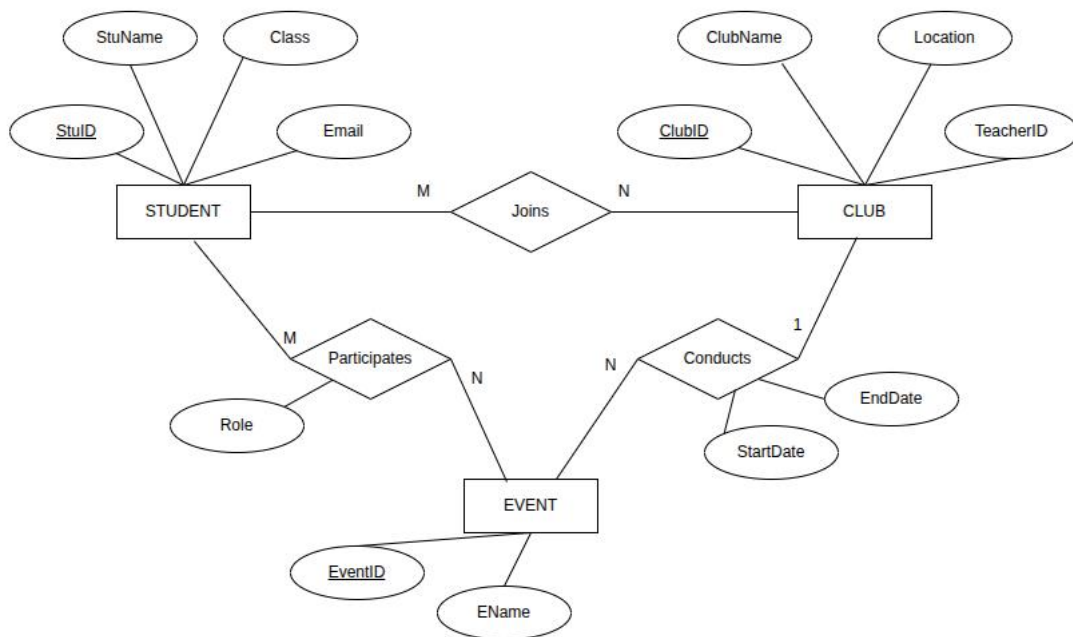 StuName
Class
ClubName
Location
StuID
Email
ClubID
TeacherID
STUDENT
M
Joins
N
CLUB
M
Participates
N
N
Conducts
1
Role
EndDate
StartDate
EVENT
EventID
EName